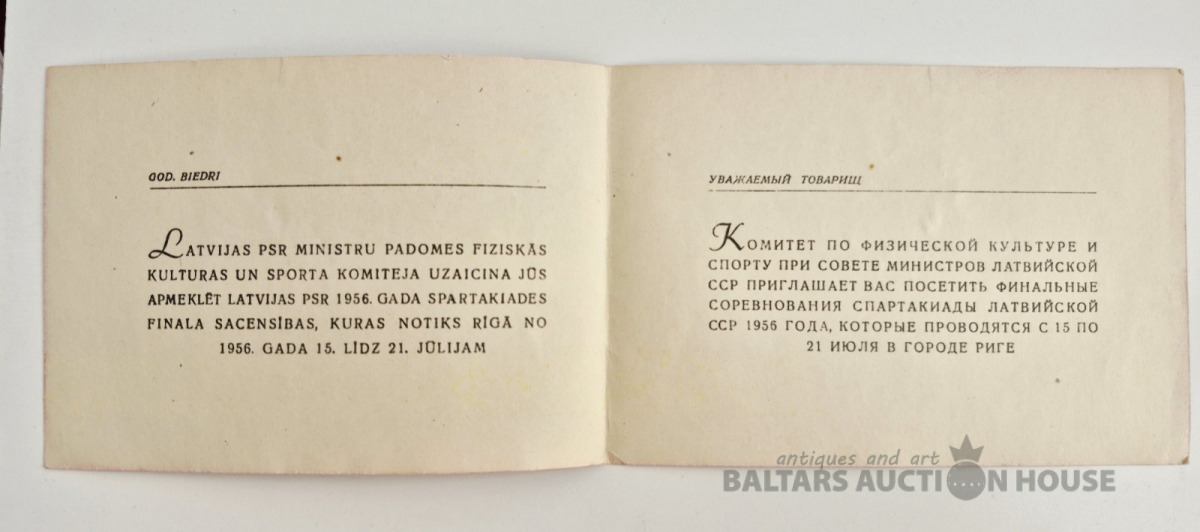 GOD. BIEDRI
LATVIJAS PSR MINISTRU PADOMES FIZISKĀS
KULTURAS UN SPORTA KOMITEJA UZAICINA JŪS
APMEKLĒT LATVIJAS PSR 1956. GADA SPARTAKIADES
FINALA SACENSĪBAS, KURAS NOTIKS RĪGĀ NO
1956. GADA 15. LĪDZ 21. JŪLIJAM
УВАЖАЕМЫЙ ТОВАРИЩ
КОМИТЕТ ПО ФИЗИЧЕСКОЙ КУЛЬТУРЕ И
СПОРТУ ПРИ СОВЕТЕ МИНИСТРОВ ЛАТВИЙСКОЙ
ССР ПРИГЛАШАЕТ ВАС ПОСЕТИТЬ ФИНАЛЬНЫЕ
СОРЕВНОВАНИЯ СПАРТАКИАДЫ ЛАТВИЙСКОЙ
ССР 1956 ГОДА, КОТОРЫЕ ПРОВОДЯТСЯ С 15 ПО
21 ИЮЛЯ В ГОРОДЕ РИГЕ
antiques and art
BALTARS AUCTION HOUSE